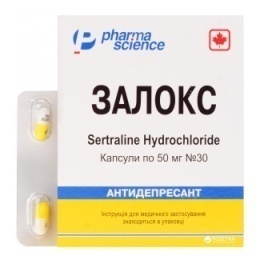 pharma
science
ЗАЛОКС
Sertraline Hydrochloride
Капсули по 50 мг №30
АНТИДЕПРЕСАНТ
Інструкція для медичного застосування
знаходиться в упаковці